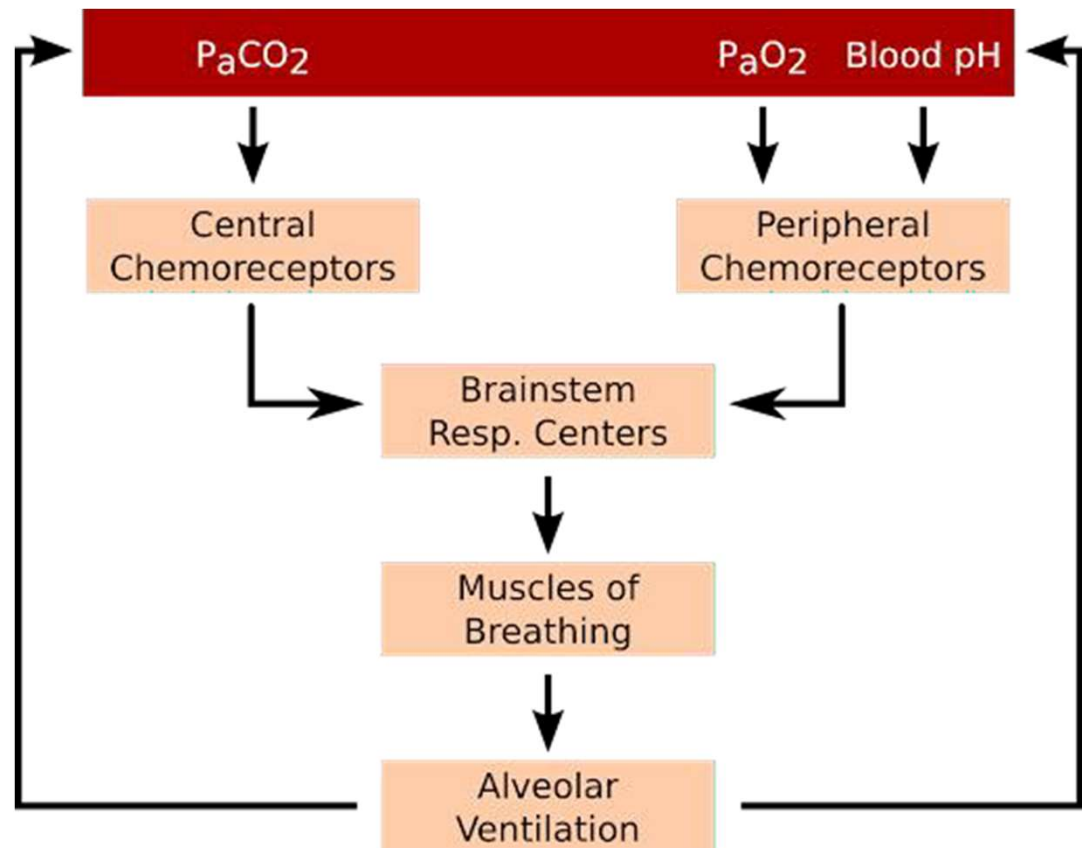 PaCO2 PaO2 Blood pH
Central
Chemoreceptors
Peripheral
Chemoreceptors
Brainstem
Resp. Centers
Muscles of
Breathing
Alveolar
Ventilation